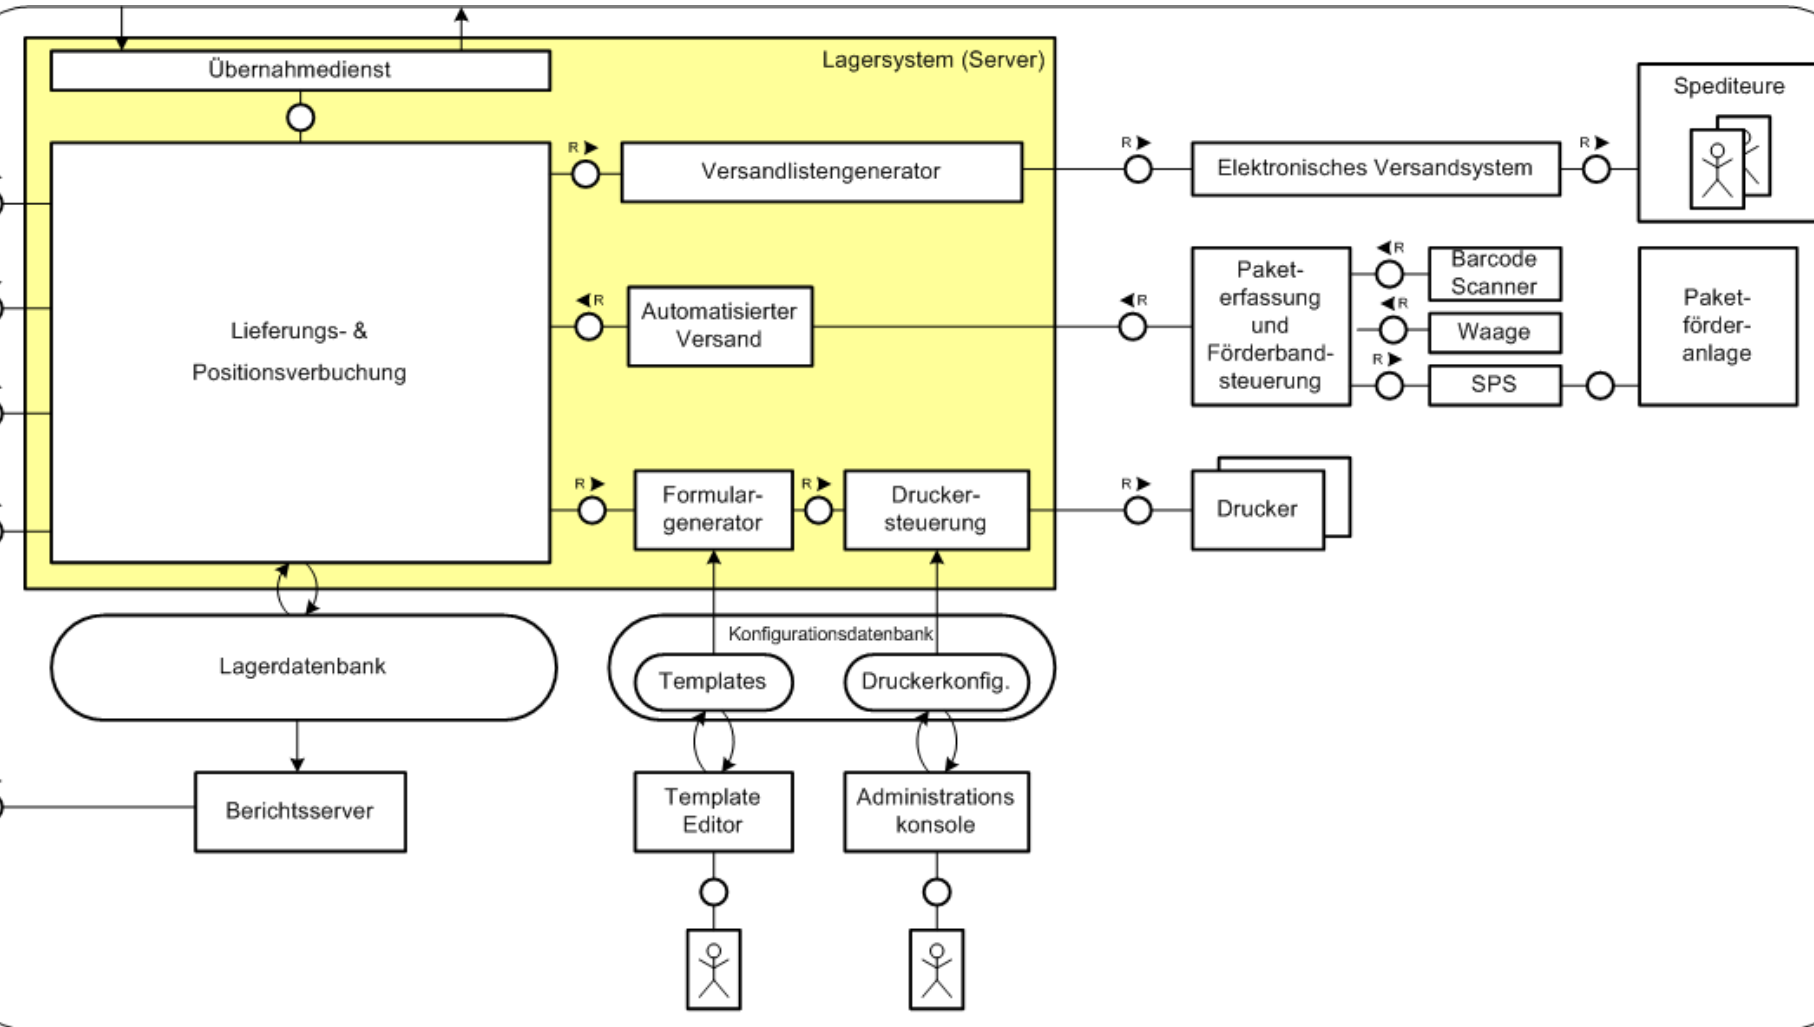 Übernahmedienst
Lagersystem (Server)
Spediteure
R
Versandlistengenerator
R
Elektronisches Versandsystem
R
Lieferungs- &
Positionsverbuchung
R
Automatisierter
Versand
R
Paket-
erfassung
und
Förderband-
steuerung
R
Barcode
Scanner
R
Waage
R
SPS
Paket-
förder-
anlage
R
Formular-
generator
R
Drucker-
steuerung
R
Drucker
Lagerdatenbank
Konfigurationsdatenbank
Templates
Druckerkonfig.
Berichtsserver
Template
Editor
Administrations
konsole